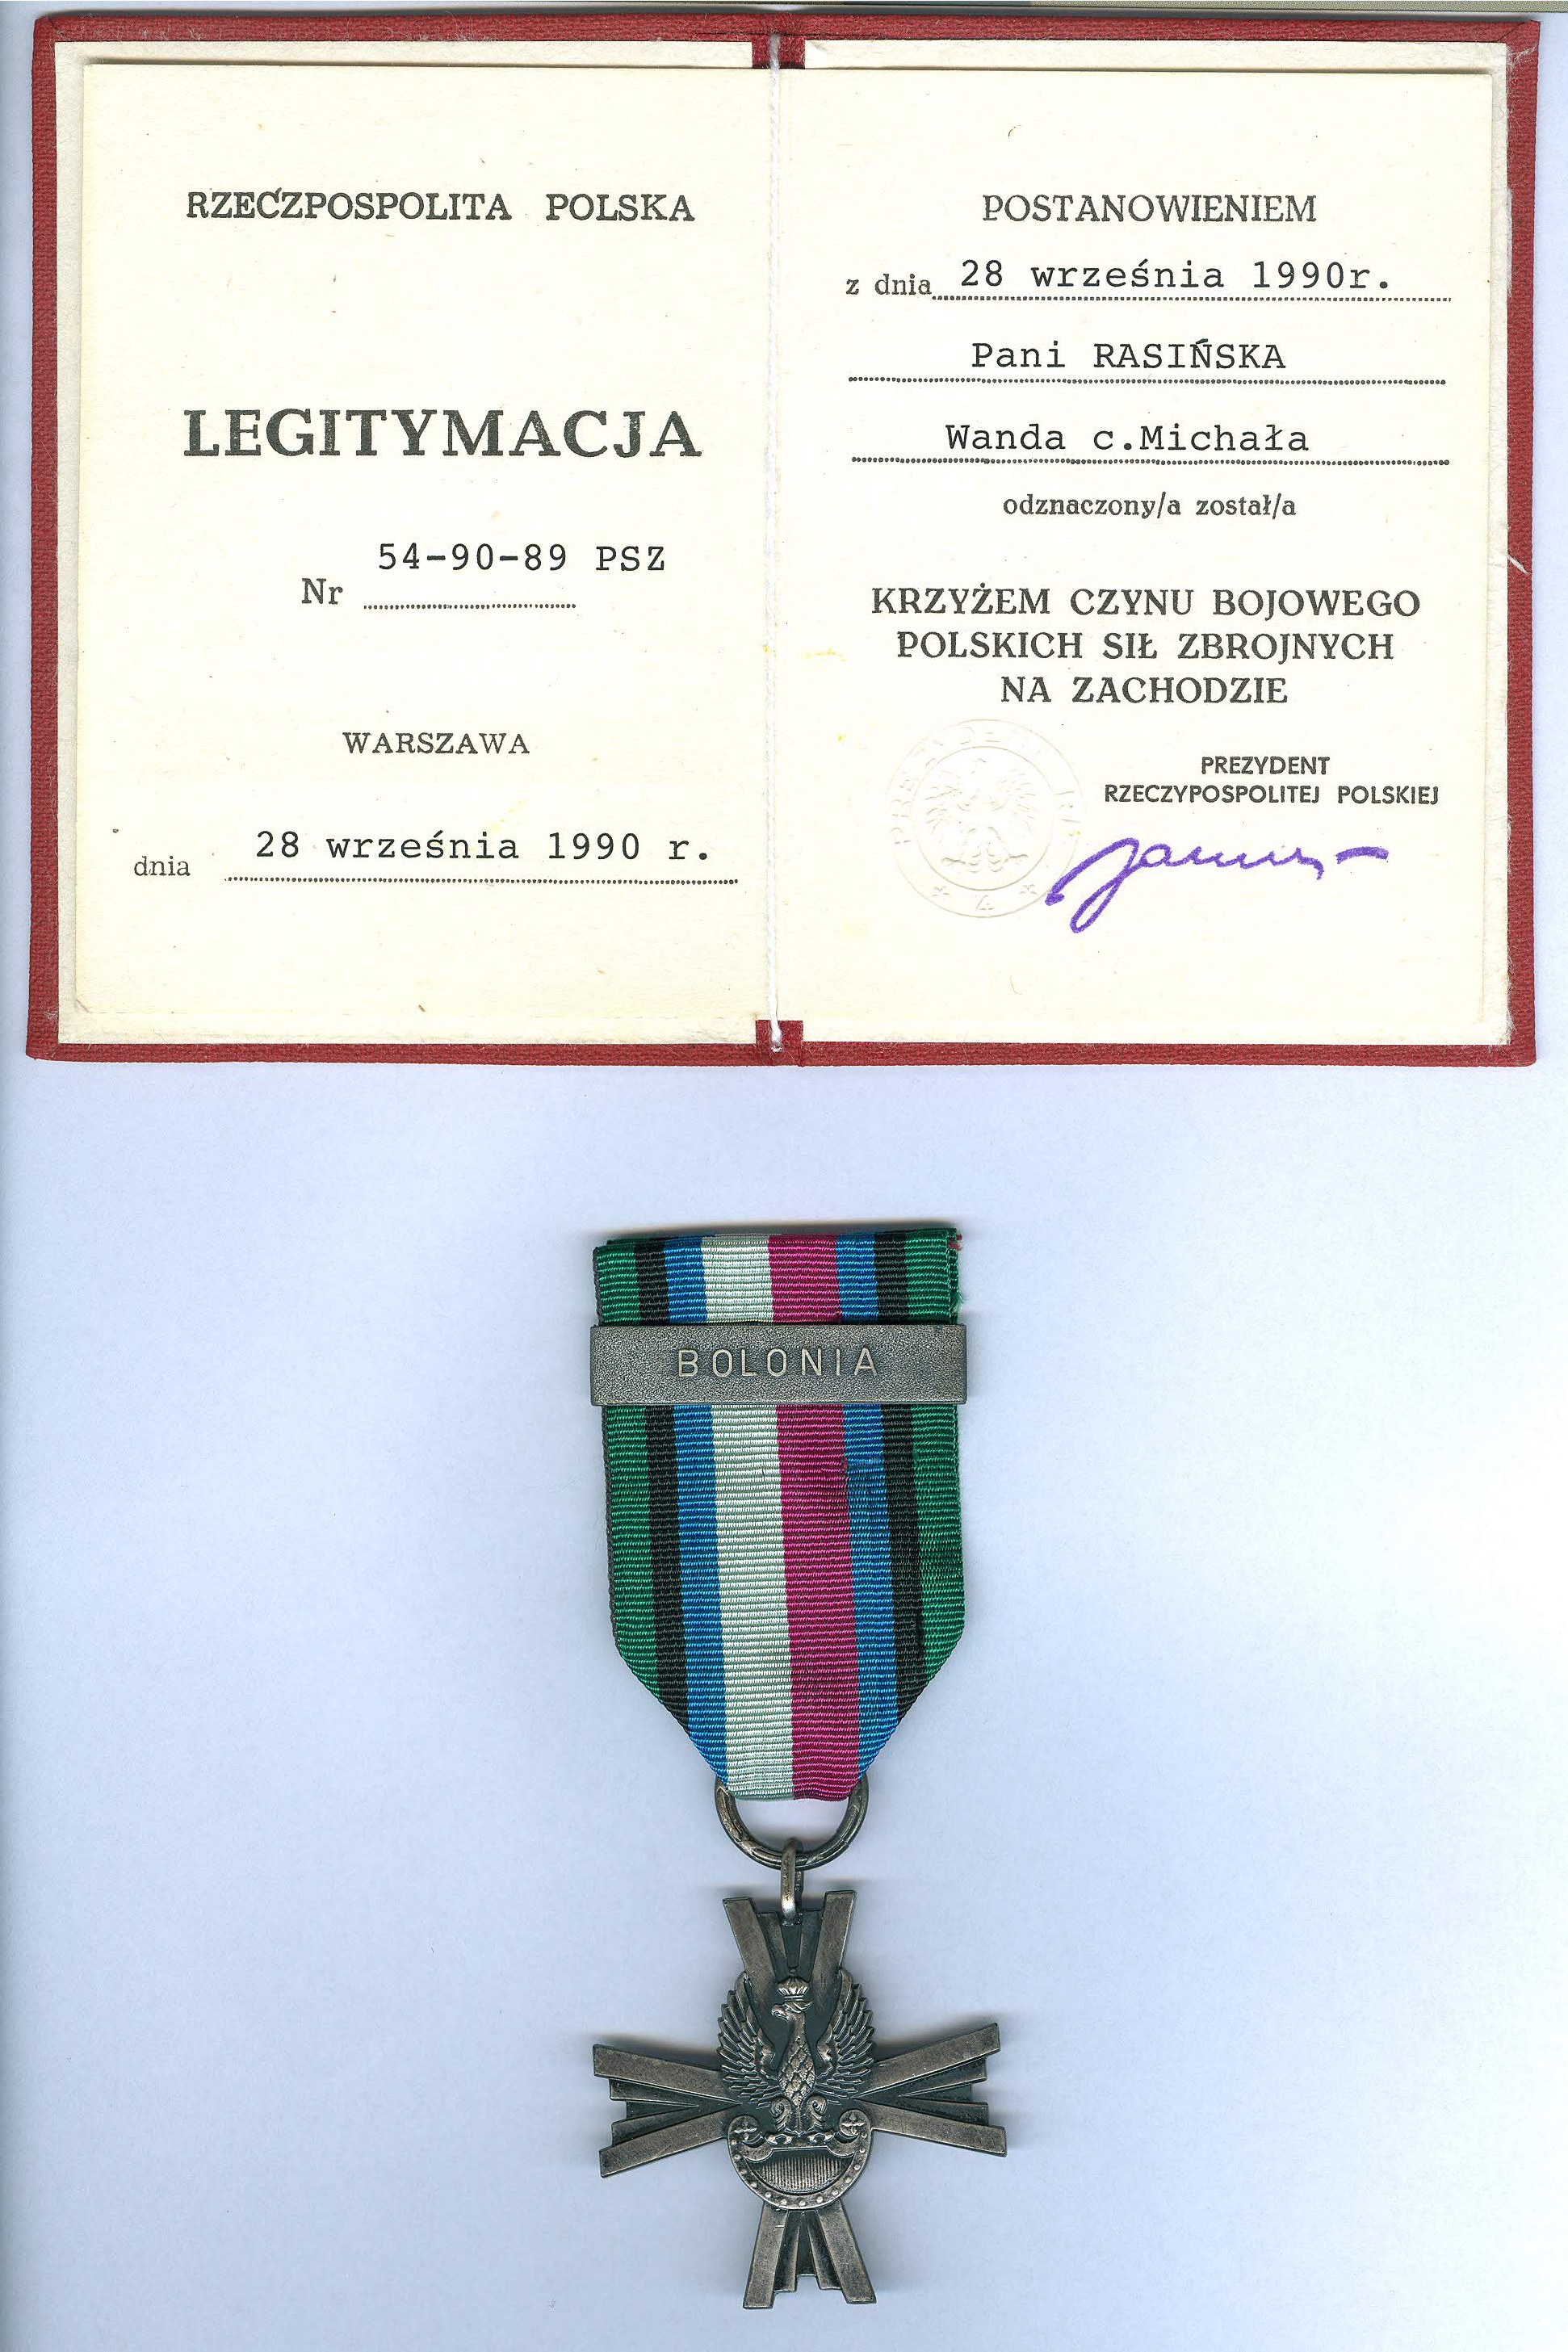 RZECZPOSPOLITA POLSKA
LEGITYMACJA
54-90-89 PSZ
Nr
WARSZAWA
28 września 1990 r.
dnia
POSTANOWIENIEM
z dnia 28 września 1990r.
Pani RASIŃSKA
Wanda c.Michała
odznaczony/a został/a
KRZYŻEM CZYNU BOJOWEGO
POLSKICH SIŁ ZBROJNYCH
NA ZACHODZIE
PREZYDENT
RZECZYPOSPOLITEJ POLSKIEJ
BOLONIA